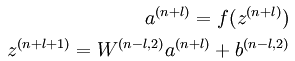 a^{(n+l)} = f(z^{(n+l)})
z^{(n+l+1)} = W^{(n-l,2)}a^{(n+l)} + b^{(n-l,2)}